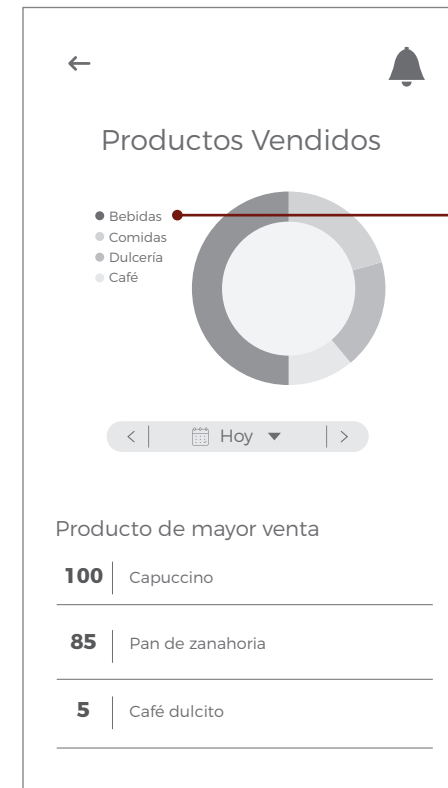 Productos Vendidos
Bebidas
Comidas
Dulcería
Café
Hoy
Producto de mayor venta
100 Capuccino
85 Pan de zanahoria
5 Café dulcito